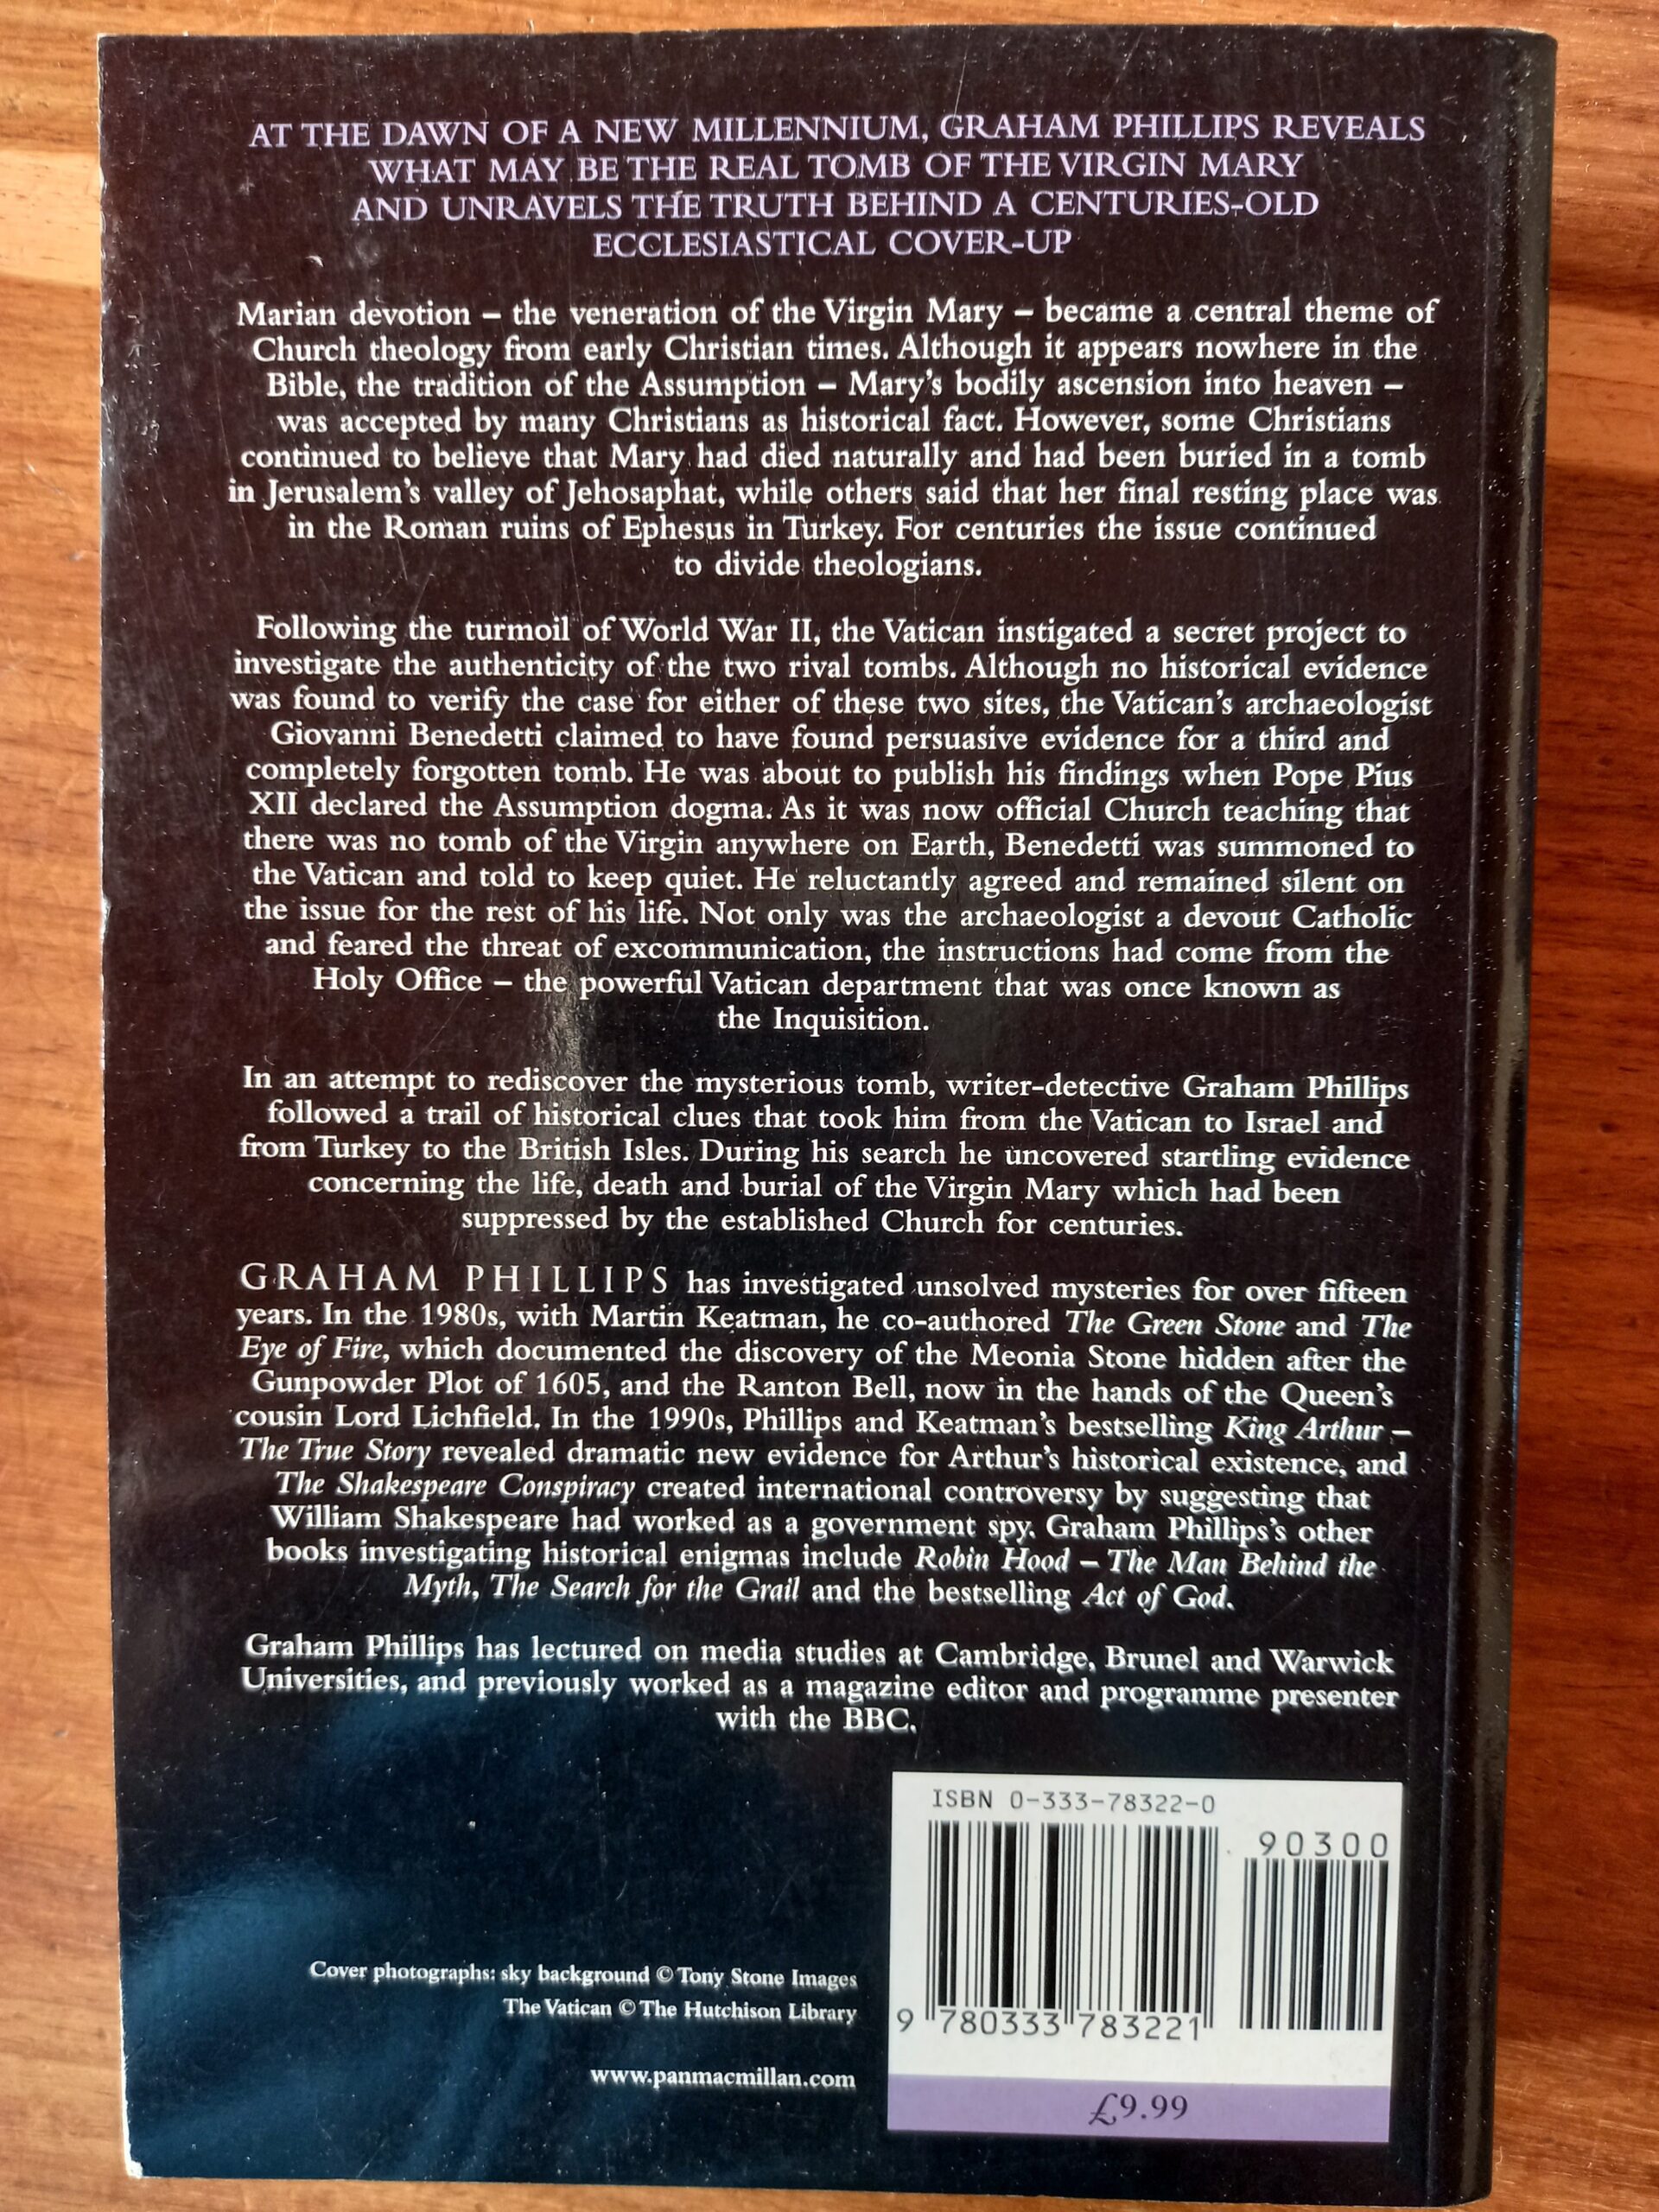 AT THE DAWN OF A NEW MILLENNIUM, GRAHAM PHILLIPS REVEALS
WHAT MAY BE THE REAL TOMB OF THE VIRGIN MARY
AND UNRAVELS THE TRUTH BEHIND A CENTURIES-OLD
ECCLESIASTICAL COVER-UP
Marian devotion – the veneration of the Virgin Mary – became a central theme of
Church theology from early Christian times. Although it appears nowhere in the
Bible, the tradition of the Assumption – Mary's bodily ascension into heaven –
was accepted by many Christians as historical fact. However, some Christians
continued to believe that Mary had died naturally and had been buried in a tomb
in Jerusalem's valley of Jehosaphat, while others said that her final resting place was
in the Roman ruins of Ephesus in Turkey. For centuries the issue continued
to divide theologians.
Following the turmoil of World War II, the Vatican instigated a secret project to
investigate the authenticity of the two rival tombs. Although no historical evidence
was found to verify the case for either of these two sites, the Vatican's archaeologist
Giovanni Benedetti claimed to have found persuasive evidence for a third and
completely forgotten tomb. He was about to publish his findings when Pope Pius
XII declared the Assumption dogma. As it was now official Church teaching that
there was no tomb of the Virgin anywhere on Earth, Benedetti was summoned to
the Vatican and told to keep quiet. He reluctantly agreed and remained silent on
the issue for the rest of his life. Not only was the archaeologist a devout Catholic
and feared the threat of excommunication, the instructions had come from the
Holy Office – the powerful Vatican department that was once known as
the Inquisition.
In an attempt to rediscover the mysterious tomb, writer-detective Graham Phillips
followed a trail of historical clues that took him from the Vatican to Israel and
from Turkey to the British Isles. During his search he uncovered startling evidence
concerning the life, death and burial of the Virgin Mary which had been
suppressed by the established Church for centuries.
GRAHAM PHILLIPS has investigated unsolved mysteries for over fifteen
years. In the 1980s, with Martin Keatman, he co-authored The Green Stone and The
Eye of Fire, which documented the discovery of the Meonia Stone hidden after the
Gunpowder Plot of 1605, and the Ranton Bell, now in the hands of the Queen's
cousin Lord Lichfield. In the 1990s, Phillips and Keatman's bestselling King Arthur –
The True Story revealed dramatic new evidence for Arthur's historical existence, and
The Shakespeare Conspiracy created international controversy by suggesting that
William Shakespeare had worked as a government spy. Graham Phillips's other
books investigating historical enigmas include Robin Hood – The Man Behind the
Myth, The Search for the Grail and the bestselling Act of God.
Graham Phillips has lectured on media studies at Cambridge, Brunel and Warwick
Universities, and previously worked as a magazine editor and programme presenter
with the BBC.
ISBN 0-333-78322-0
90300
9 780333 783221
£9.99
Cover photographs: sky background © Tony Stone Images
The Vatican © The Hutchison Library
www.panmacmillan.com